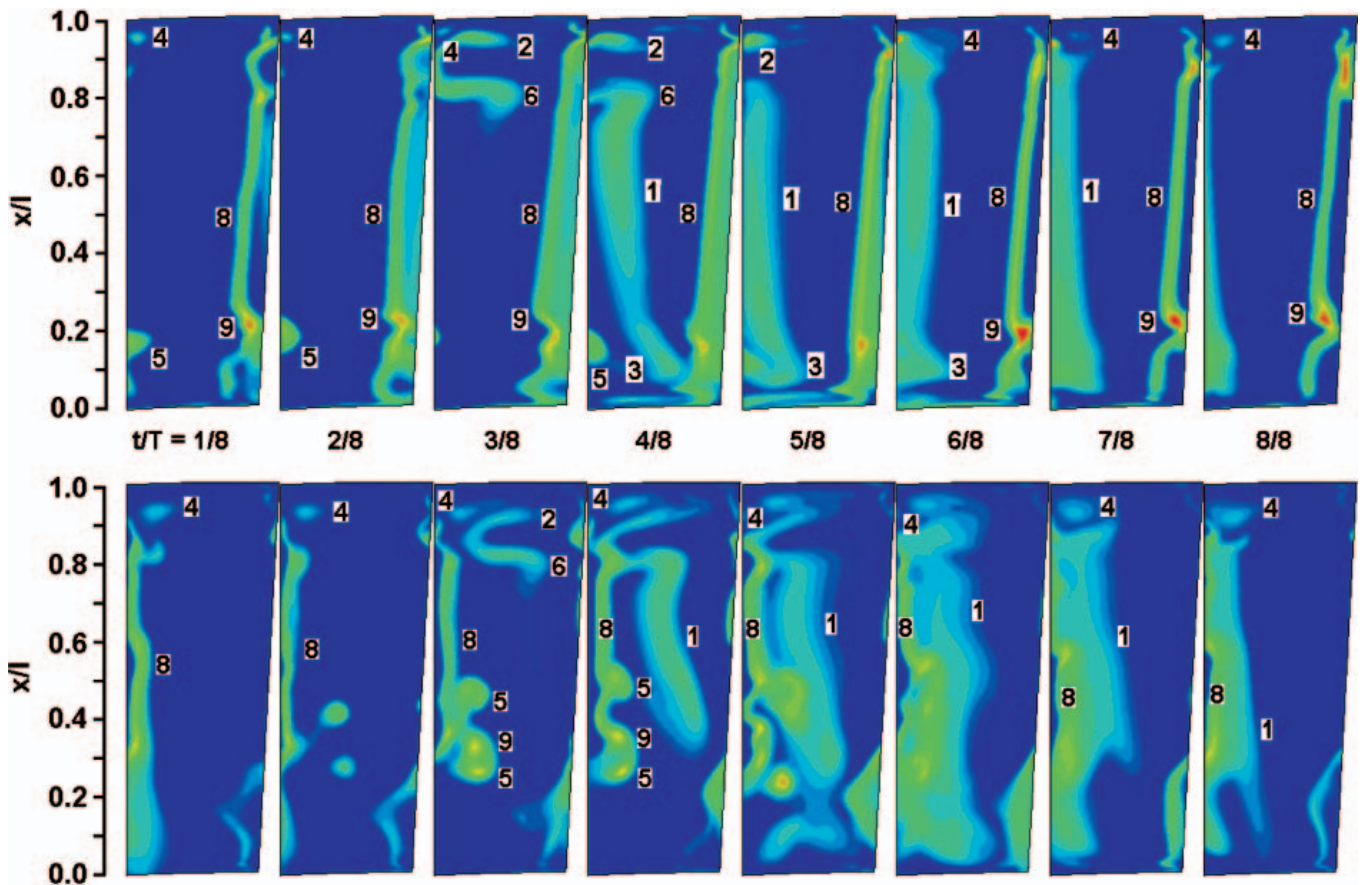 1.0
4 4 4 2 2 2 4 4 4
0.8 6 6
0.6
x/l 8 8 8 1 8 1 8 1 8 1 8 8
0.4
0.2 9 9 9 9 9 9
5 5 5 3 3 3
0.0
t/T = 1/8 2/8 3/8 4/8 5/8 6/8 7/8 8/8
1.0
4 4 4 2 4 4 4 4 4
0.8 6
0.6 8 8 8 8 1 8 1 8 1 1
x/l 5 5 8 8
0.4 9 9 1
5 5
0.2
0.0